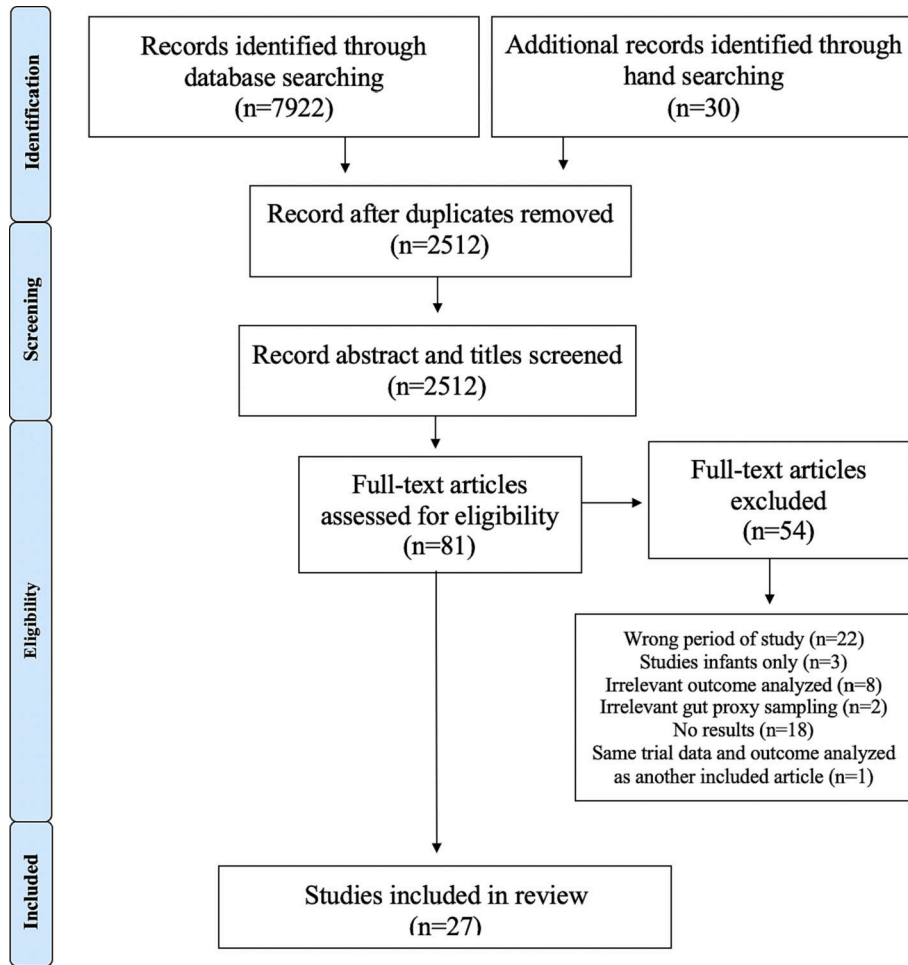 Identification
Records identified through
database searching
(n=7922)
Additional records identified through
hand searching
(n=30)
Record after duplicates removed
(n=2512)
Screening
Record abstract and titles screened
(n=2512)
Eligibility
Full-text articles
assessed for eligibility
(n=81)
Full-text articles
excluded
(n=54)
Wrong period of study (n=22)
Studies infants only (n=3)
Irrelevant outcome analyzed (n=8)
Irrelevant gut proxy sampling (n=2)
No results (n=18)
Same trial data and outcome analyzed
as another included article (n=1)
Included
Studies included in review
(n=27)